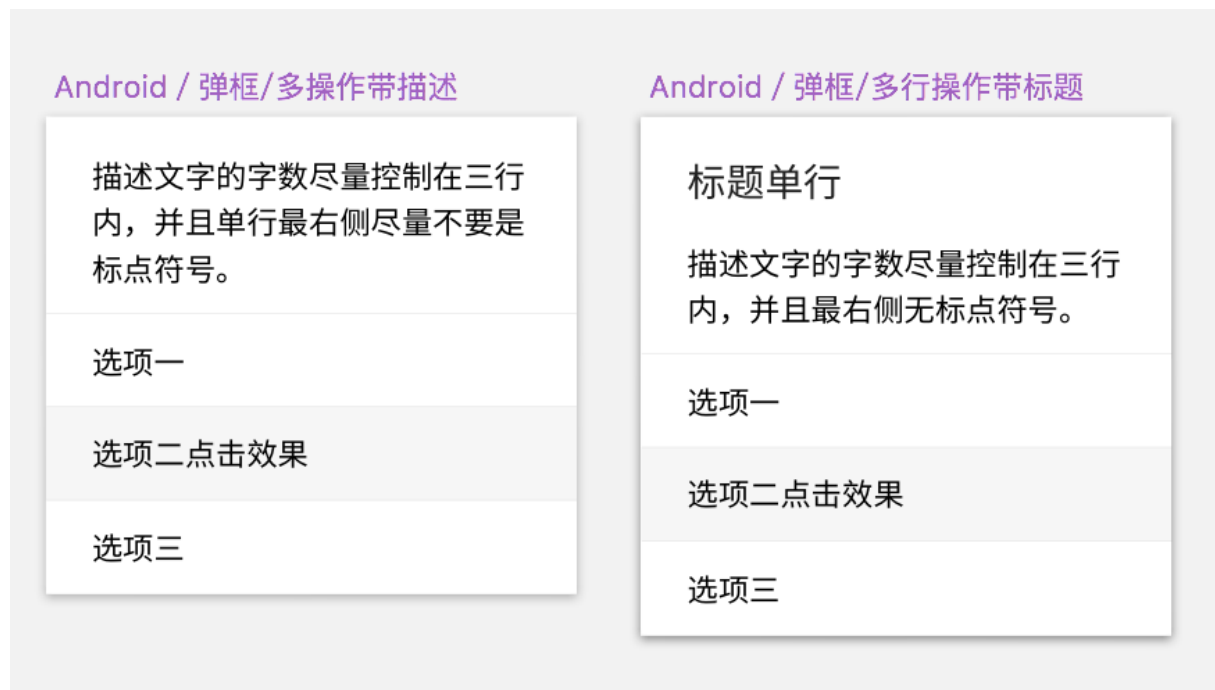 Android / 弹框/多操作带描述
描述文字的字数尽量控制在三行
内，并且单行最右侧尽量不要是
标点符号。
选项一
选项二点击效果
选项三
Android / 弹框/多行操作带标题
标题单行
描述文字的字数尽量控制在三行
内，并且最右侧无标点符号。
选项一
选项二点击效果
选项三